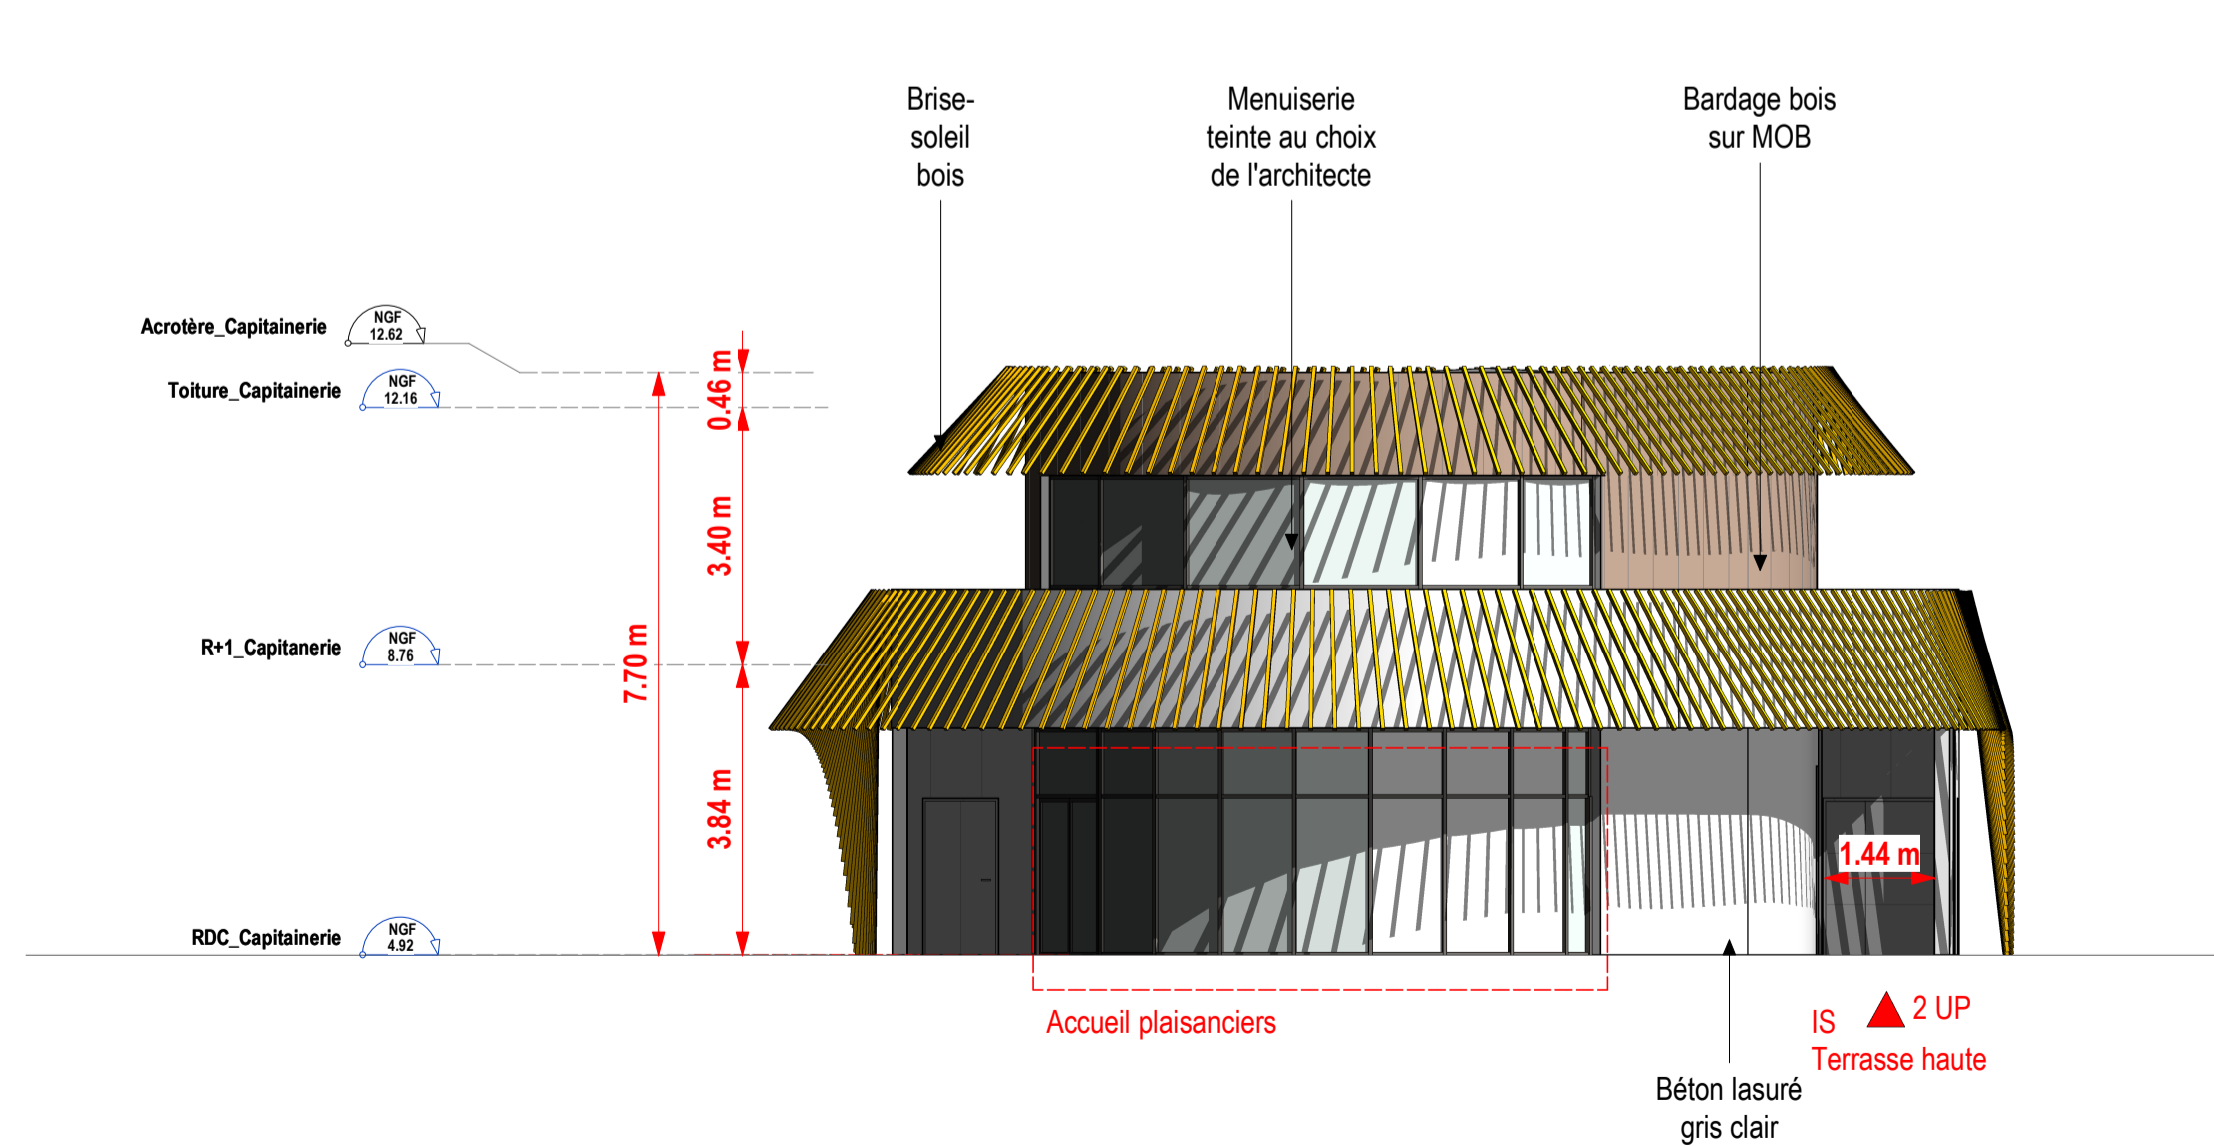 Brise-
soleil
bois
Menuiserie
teinte au choix
de l'architecte
Bardage bois
sur MOB
Acrotère_Capitainerie
NGF
12.62
Toiture_Capitainerie
NGF
12.16
0.46 m
3.40 m
R+1_Capitanerie
NGF
8.76
7.70 m
3.84 m
1.44 m
RDC_Capitainerie
NGF
4.92
Accueil plaisanciers
IS
2 UP
Terrasse haute
Béton lasuré
gris clair